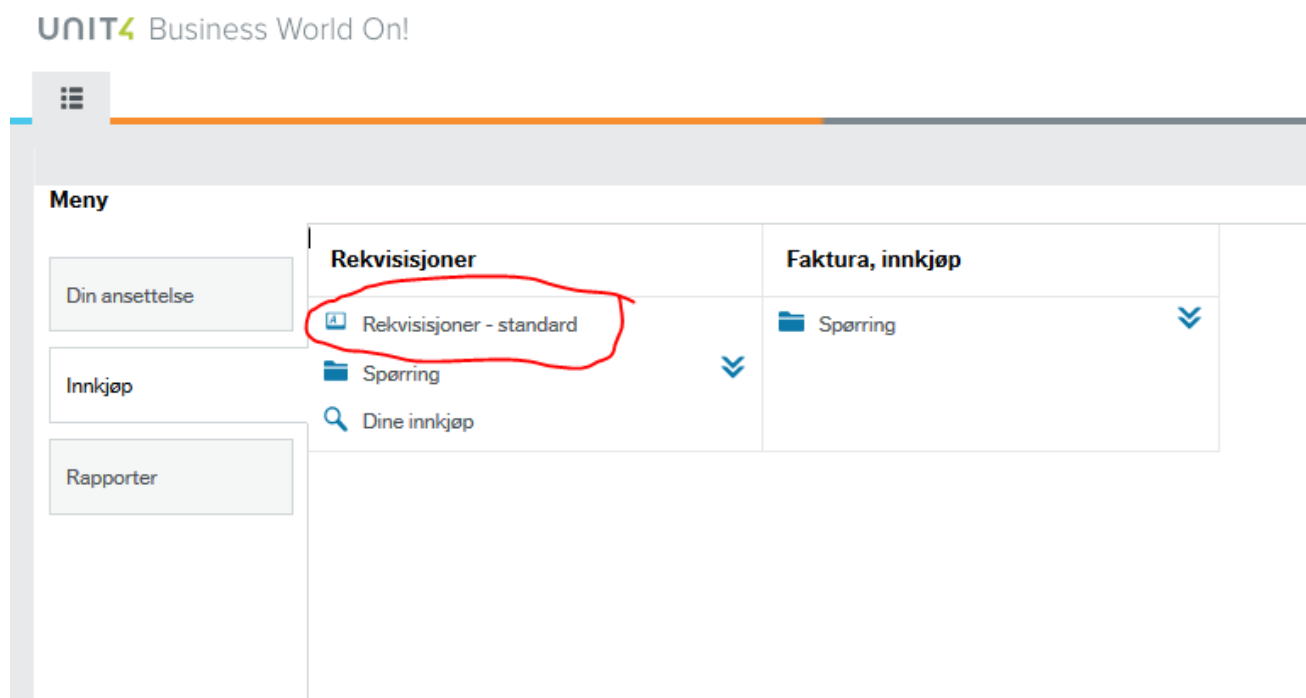 UNIT4 Business World On!
Meny
Din ansettelse
Innkjøp
Rapporter
Rekvisisjoner
Rekvisisjoner - standard
Spørring
Dine innkjøp
Faktura, innkjøp
Spørring